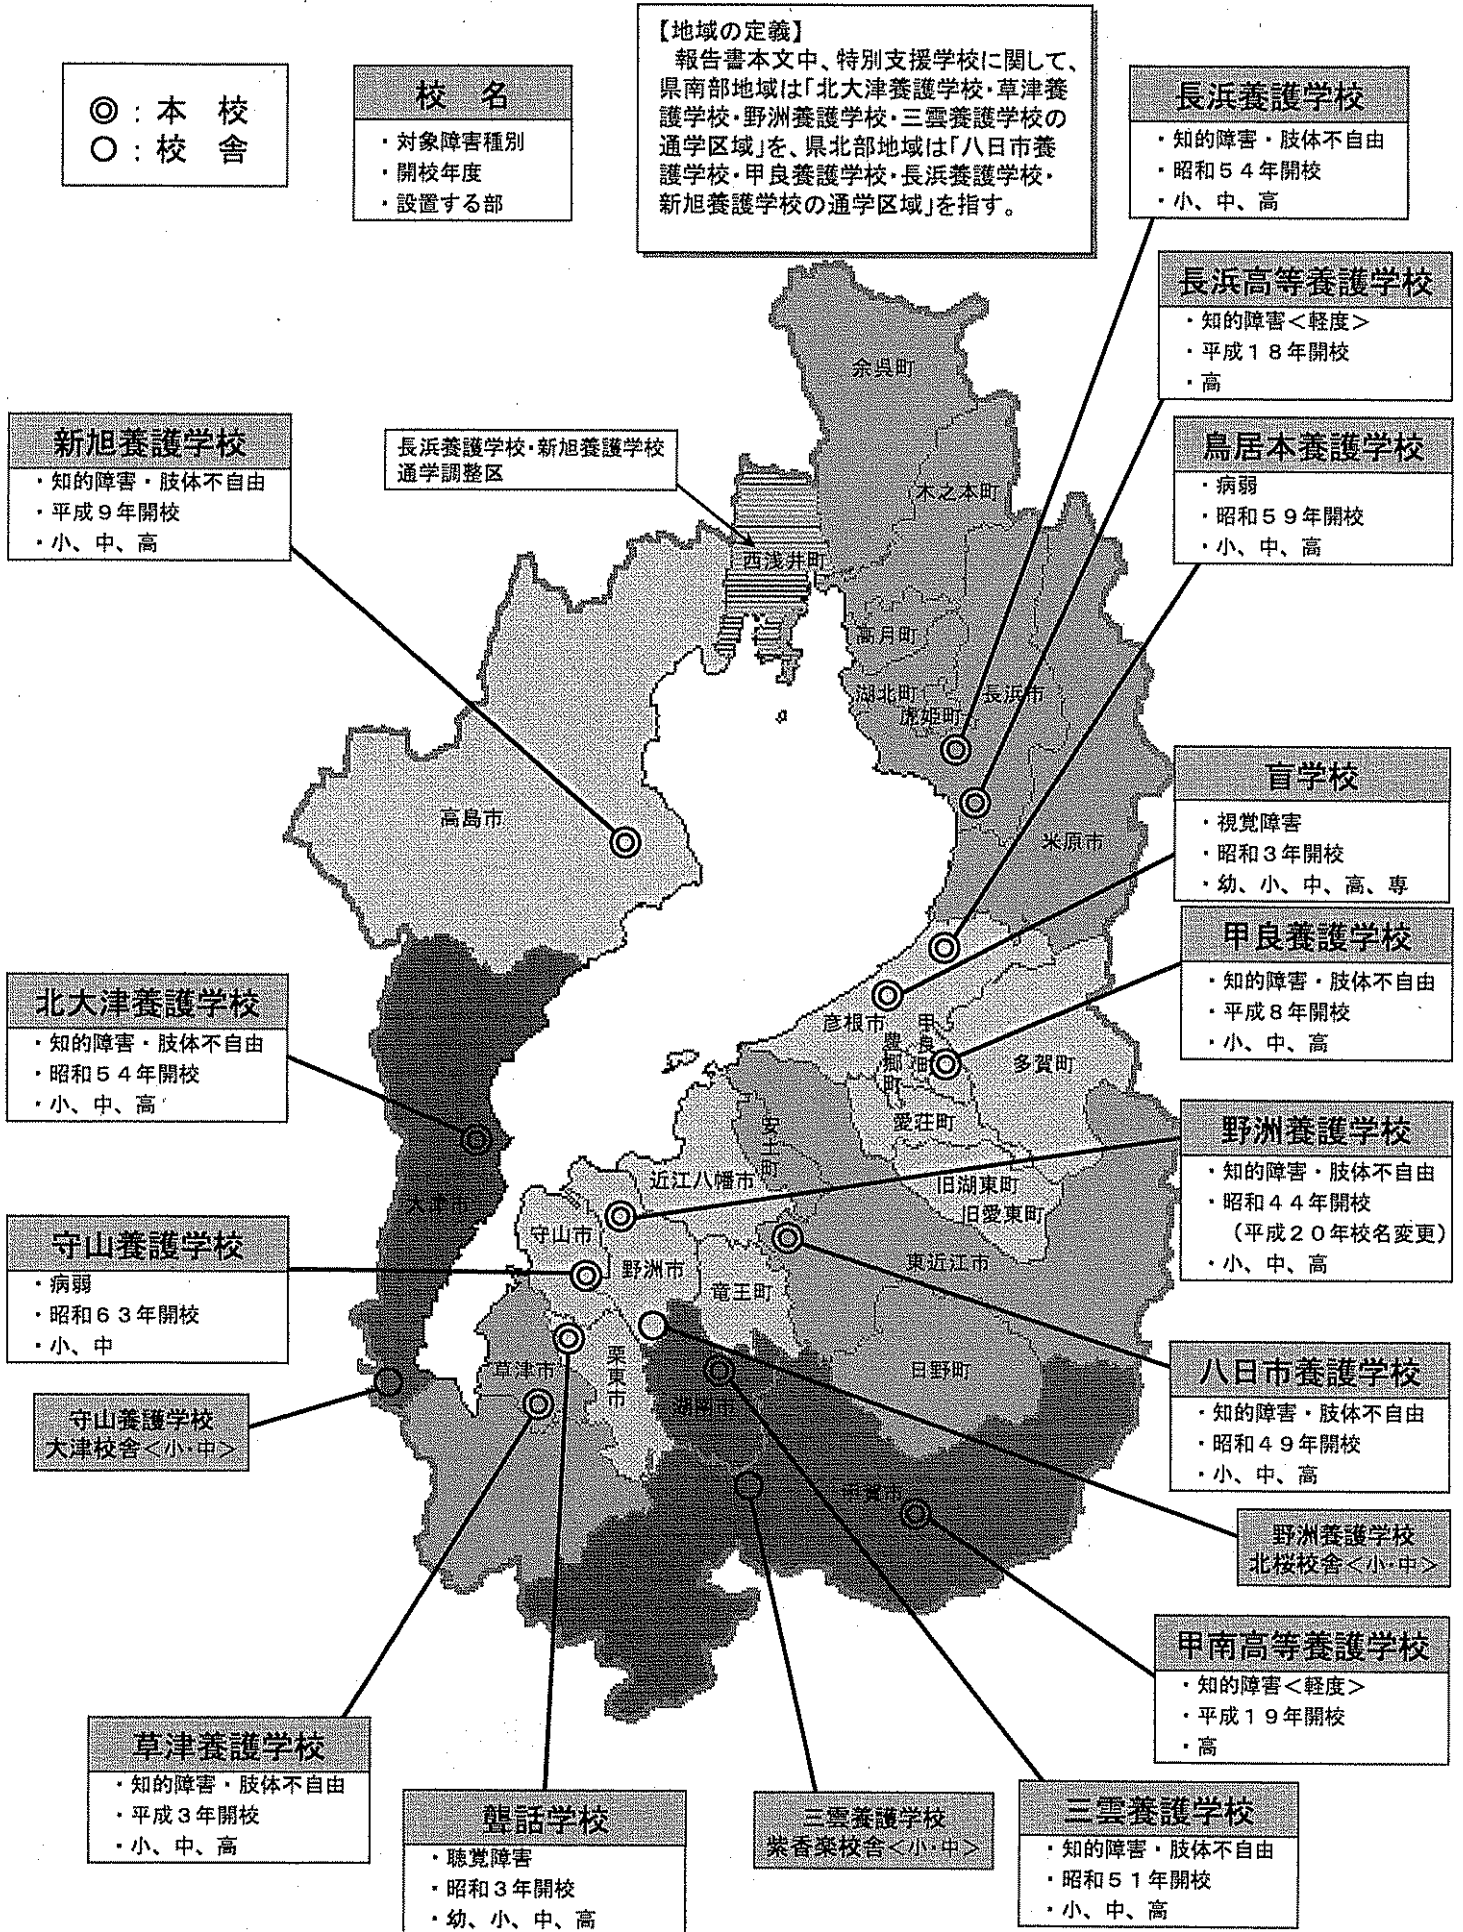 ◎：本　校
○：校　舎
校　名
・対象障害種別
・開校年度
・設置する部
【地域の定義】
報告書本文中、特別支援学校に関して、
県南部地域は「北大津養護学校・草津養
護学校・野洲養護学校・三雲養護学校の
通学区域」を、県北部地域は「八日市養
護学校・甲良養護学校・長浜養護学校・
新旭養護学校の通学区域」を指す。
長浜養護学校
・知的障害・肢体不自由
・昭和５４年開校
・小、中、高
長浜高等養護学校
・知的障害＜軽度＞
・平成１８年開校
・高
鳥居本養護学校
・病弱
・昭和５９年開校
・小、中、高
新旭養護学校
・知的障害・肢体不自由
・平成９年開校
・小、中、高
長浜養護学校・新旭養護学校
通学調整区
余呉町
木之本町
西浅井町
高月町
湖北町
虎姫町
長浜市
高島市
米原市
盲学校
・視覚障害
・昭和３年開校
・幼、小、中、高、専
甲良養護学校
・知的障害・肢体不自由
・平成８年開校
・小、中、高
北大津養護学校
・知的障害・肢体不自由
・昭和５４年開校
・小、中、高
彦根市
甲良町
豊郷町
多賀町
愛荘町
安土町
近江八幡市
旧湖東町
旧愛東町
野洲養護学校
・知的障害・肢体不自由
・昭和４４年開校
（平成２０年校名変更）
・小、中、高
大津市
守山市
野洲市
竜王町
東近江市
守山養護学校
・病弱
・昭和６３年開校
・小、中
草津市
栗東市
湖南市
日野町
甲賀市
八日市養護学校
・知的障害・肢体不自由
・昭和４９年開校
・小、中、高
守山養護学校
大津校舎＜小・中＞
野洲養護学校
北桜校舎＜小・中＞
甲南高等養護学校
・知的障害＜軽度＞
・平成１９年開校
・高
草津養護学校
・知的障害・肢体不自由
・平成３年開校
・小、中、高
聾話学校
・聴覚障害
・昭和３年開校
・幼、小、中、高
三雲養護学校
紫香楽校舎＜小・中＞
三雲養護学校
・知的障害・肢体不自由
・昭和５１年開校
・小、中、高